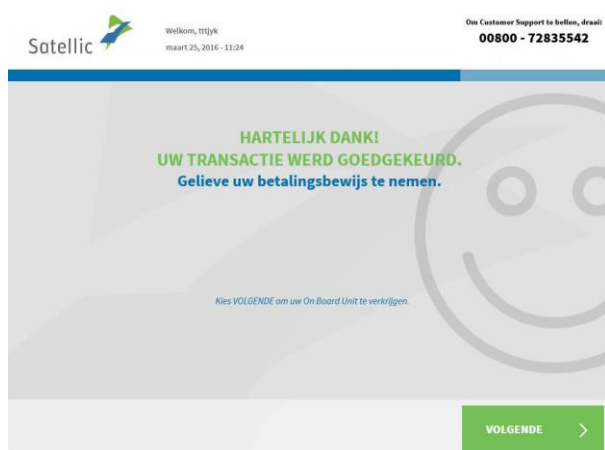 Satellic
Welkom, tttjyk
maart 25, 2016 - 11:24
Om Customer Support te bellen, draai:
00800 - 72835542
HARTELIJK DANK!
UW TRANSACTIE WERD GOEDGEKEURD.
Gelieve uw betalingsbewijs te nemen.
Kies VOLGENDE om uw On Board Unit te verkrijgen.
VOLGENDE